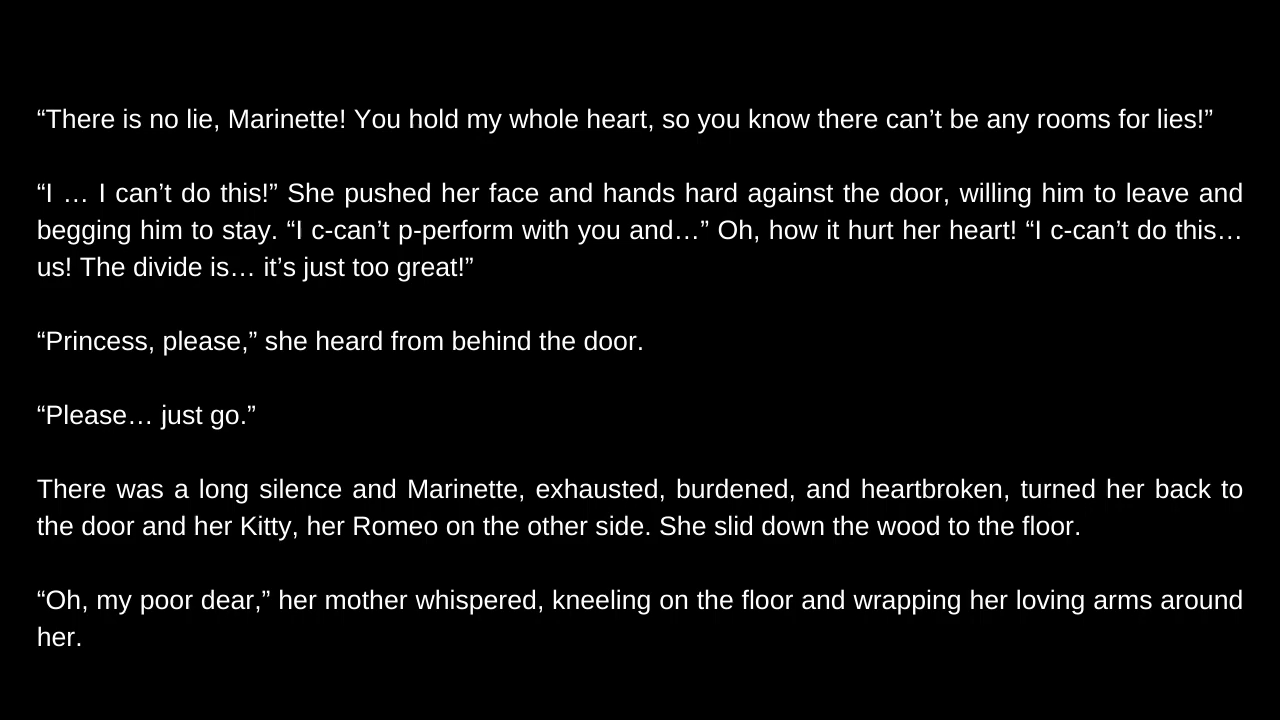 “There is no lie, Marinette! You hold my whole heart, so you know there can’t be any rooms for lies!”
“I … I can’t do this!” She pushed her face and hands hard against the door, willing him to leave and
begging him to stay. “I c-can’t p-perform with you and…” Oh, how it hurt her heart! “I c-can’t do this…
us! The divide is… it’s just too great!”
“Princess, please,” she heard from behind the door.
“Please… just go.”
There was a long silence and Marinette, exhausted, burdened, and heartbroken, turned her back to
the door and her Kitty, her Romeo on the other side. She slid down the wood to the floor.
“Oh, my poor dear,” her mother whispered, kneeling on the floor and wrapping her loving arms around
her.